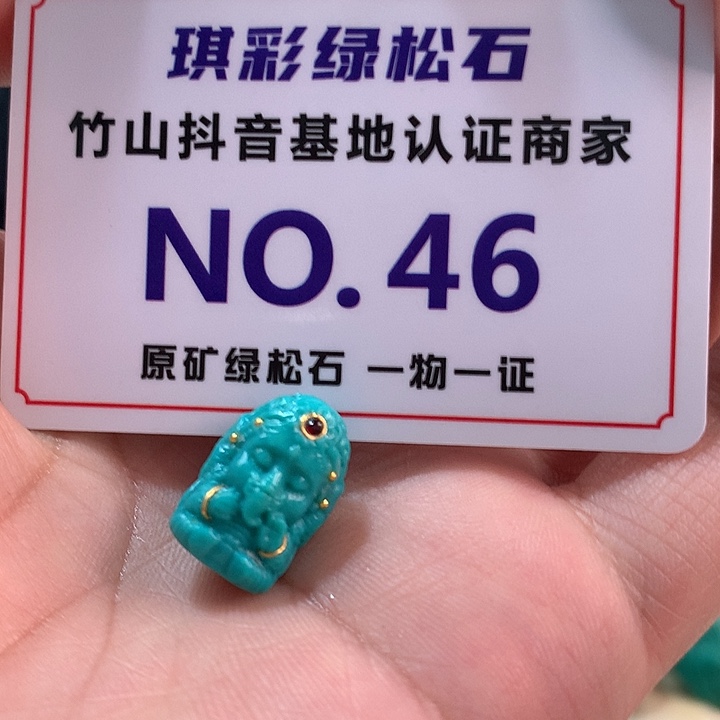 琪彩绿松石
竹山抖音基地认证商家
NO.46
原矿绿松石 一物一证